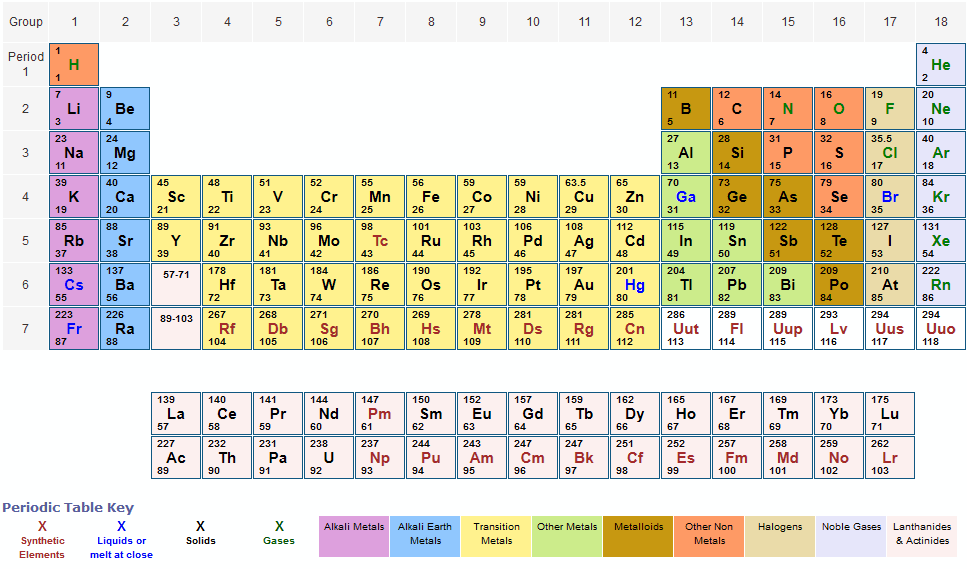 Group 1 2 3 4 5 6 7 8 9 10 11 12 13 14 15 16 17 18
Period
1
1 4
H He
1 2
2
7 9 11 12 14 16 19 20
Li Be B C N O F Ne
3 4 5 6 7 8 9 10
3
23 24 27 28 31 32 35.5 40
Na Mg Al Si P S Cl Ar
11 12 13 14 15 16 17 18
4
39 40 45 48 51 52 55 56 59 59 63.5 65 70 73 75 79 80 84
K Ca Sc Ti V Cr Mn Fe Co Ni Cu Zn Ga Ge As Se Br Kr
19 20 21 22 23 24 25 26 27 28 29 30 31 32 33 34 35 36
5
85 88 89 91 93 96 98 101 103 106 108 112 115 119 122 128 127 131
Rb Sr Y Zr Nb Mo Tc Ru Rh Pd Ag Cd In Sn Sb Te I Xe
37 38 39 40 41 42 43 44 45 46 47 48 49 50 51 52 53 54
6
133 137 57-71 178 181 184 186 190 192 195 197 201 204 207 209 209 210 222
Cs Ba Hf Ta W Re Os Ir Pt Au Hg Tl Pb Bi Po At Rn
55 56 72 73 74 75 76 77 78 79 80 81 82 83 84 85 86
7
223 226 89-103 267 268 271 270 269 278 281 281 285 286 289 289 293 294 294
Fr Ra Rf Db Sg Bh Hs Mt Ds Rg Cn Uut Fl Uup Lv Uus Uuo
87 88 104 105 106 107 108 109 110 111 112 113 114 115 116 117 118
139 140 141 144 147 150 152 157 159 162 165 167 169 173 175
La Ce Pr Nd Pm Sm Eu Gd Tb Dy Ho Er Tm Yb Lu
57 58 59 60 61 62 63 64 65 66 67 68 69 70 71
227 232 231 238 237 244 243 247 247 251 252 257 258 259 262
Ac Th Pa U Np Pu Am Cm Bk Cf Es Fm Md No Lr
89 90 91 92 93 94 95 96 97 98 99 100 101 102 103
Periodic Table Key
X X X X
Synthetic
Elements
Liquids or
melt at close
Solids
Gases
Alkali Metals
Alkali Earth
Metals
Transition
Metals
Other Metals
Metalloids
Other Non
Metals
Halogens
Noble Gases
Lanthanides
& Actinides